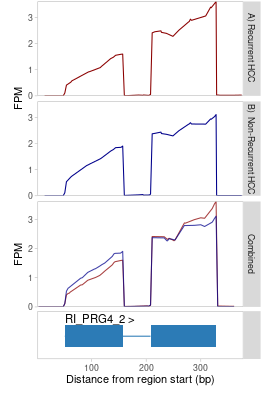 3
2
1
0
A) Recurrent HCC
FPM
3
2
1
0
B) Non-Recurrent HCC
3
2
1
0
Combined
FPM
RI_PRG4_2 >
100 200 300
Distance from region start (bp)